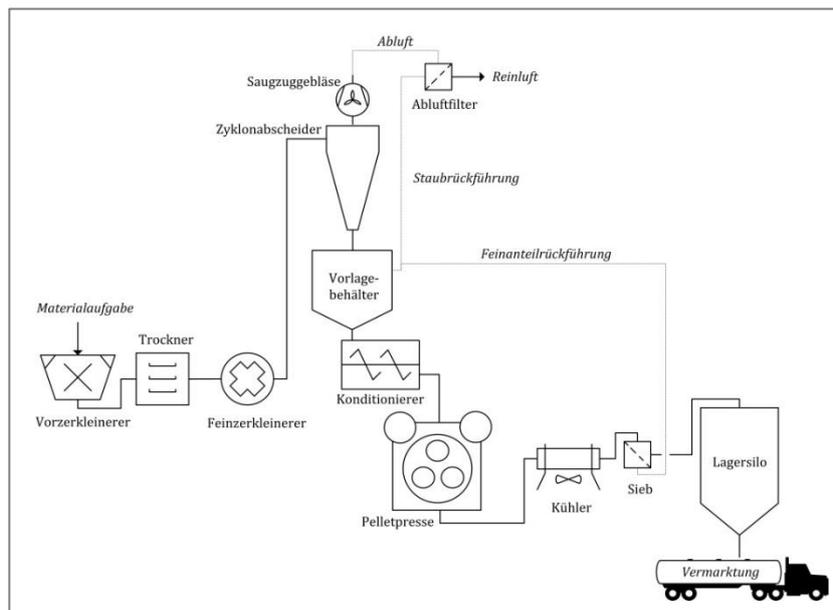 Abluft
Saugzuggebläse
Reinluft
Abluftfilter
Zyklonabscheider
Staubrückführung
Feinanteilrückführung
Vorlage-
behälter
Materialaufgabe
Trockner
Konditionierer
Vorzerkleinerer
Feinzerkleinerer
Lagersilo
Sieb
Kühler
Pelletpresse
Vermarktung